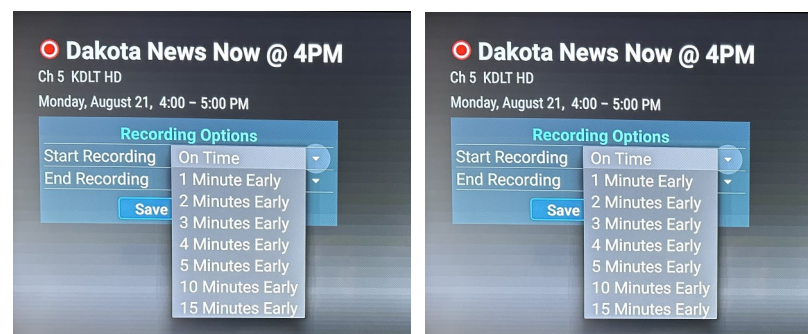 Dakota News Now @ 4PM
Ch 5 KDLT HD
Monday, August 21, 4:00 – 5:00 PM
Recording Options
Start Recording On Time
End Recording 1 Minute Early
2 Minutes Early
Save 3 Minutes Early
4 Minutes Early
5 Minutes Early
10 Minutes Early
15 Minutes Early
Dakota News Now @ 4PM
Ch 5 KDLT HD
Monday, August 21, 4:00 – 5:00 PM
Recording Options
Start Recording On Time
End Recording 1 Minute Early
2 Minutes Early
Save 3 Minutes Early
4 Minutes Early
5 Minutes Early
10 Minutes Early
15 Minutes Early